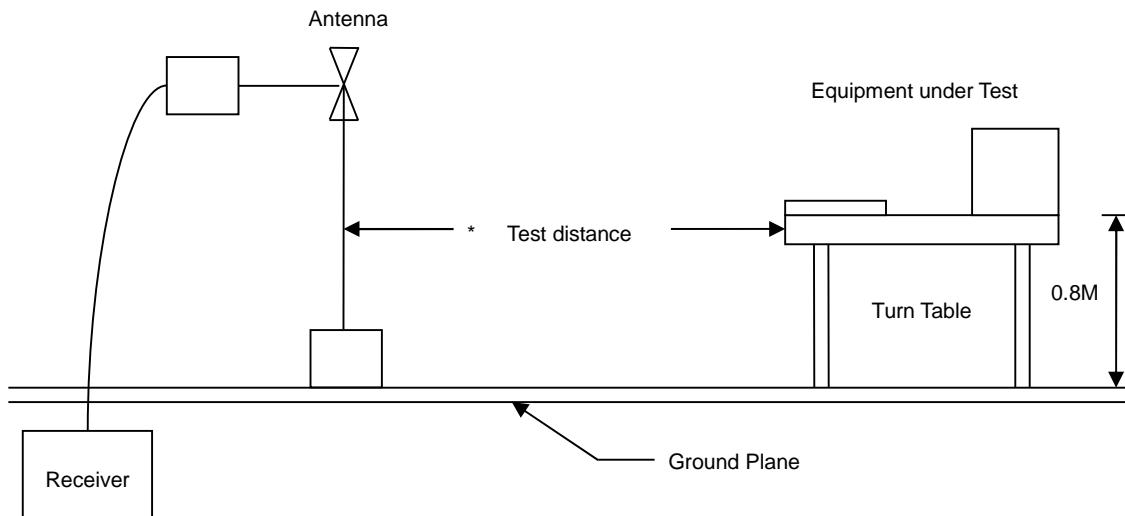 Antenna
Equipment under Test
* Test distance
0.8M
Turn Table
Ground Plane
Receiver